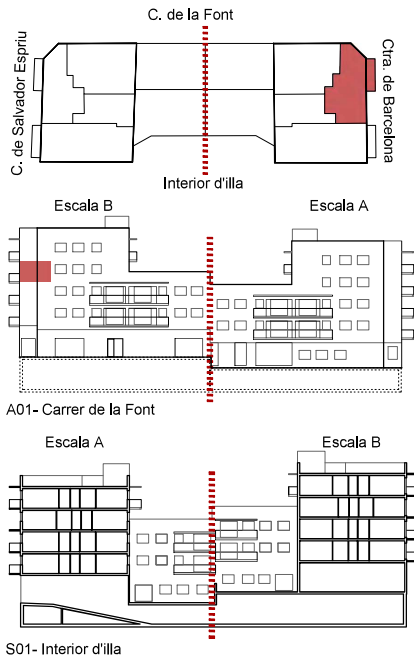 C. de la Font
C. de Salvador Espriu
Ctra. de Barcelona
Interior d'illa
Escala B
Escala A
A01- Carrer de la Font
Escala A
Escala B
S01- Interior d'illa